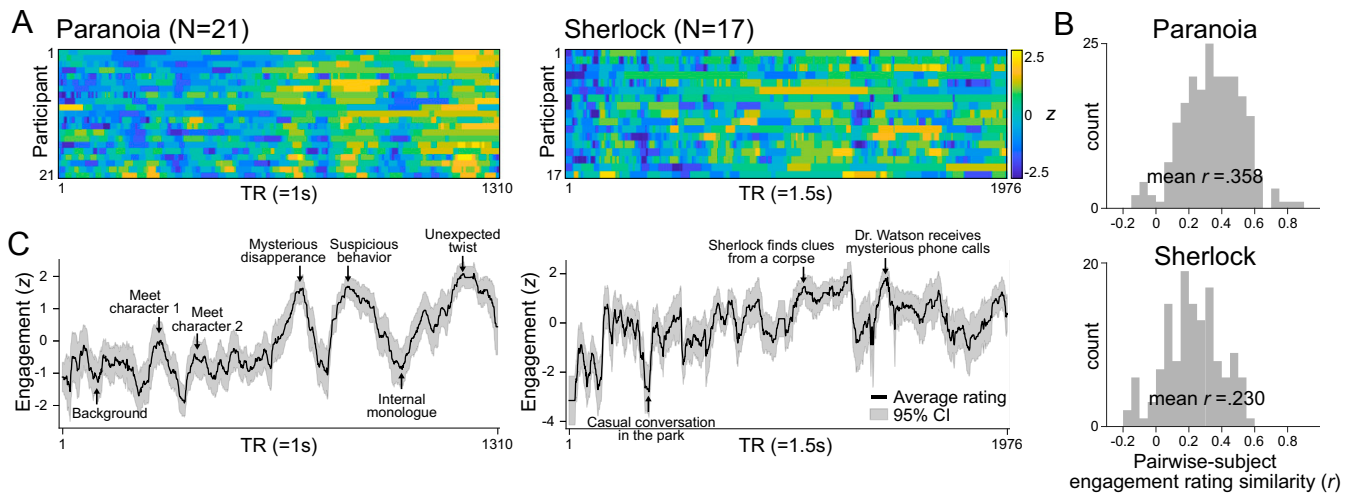 A
Paranoia (N=21)
Sherlock (N=17)
B
Participant
1
21
1
TR (=1s)
1310
Participant
1
17
1
TR (=1.5s)
1976
2.5
0
z
-2.5
Paranoia
25
count
mean r =.358
0
-0.2
0
0.2
0.4
0.6
0.8
Sherlock
20
count
mean r =.230
0
-0.2
0
0.2
0.4
0.6
0.8
Pairwise-subject
engagement rating similarity (r)
C
Engagement (z)
2
1
0
-1
-2
Meet
character 1
Meet
character 2
Background
Mysterious
disapperance
Suspicious
behavior
Unexpected
twist
Internal
monologue
1
TR (=1s)
1310
Engagement (z)
2
0
-2
-4
Sherlock finds clues
from a corpse
Dr. Watson receives
mysterious phone calls
Casual conversation
in the park
Average rating
95% CI
1
TR (=1.5s)
1976